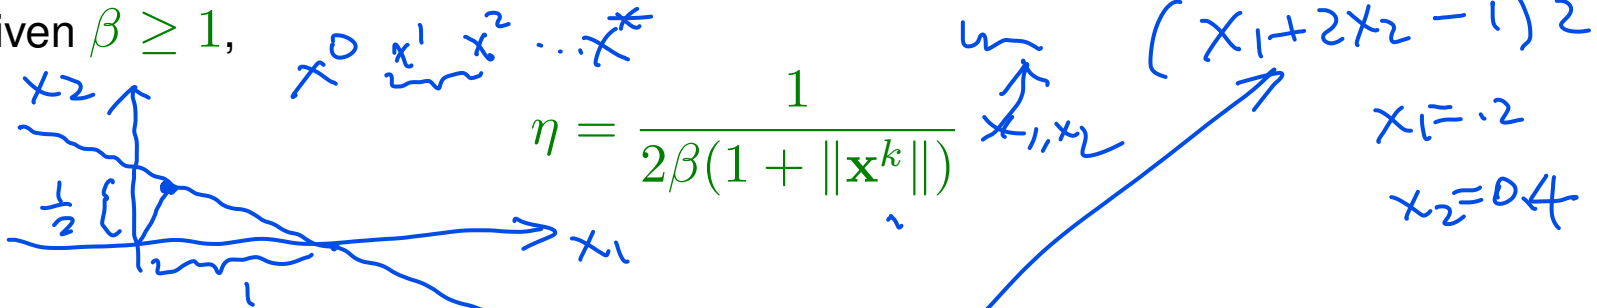 iven β ≥ 1,
x⁰ x¹ x² ... x*
η = 1 / (2β(1 + ‖𝐱ᵏ‖))
min
x₁, x₂
(x₁ + 2x₂ − 1)²
x₁ = .2
x₂ = 0.4
x2
1/2
1
x₁